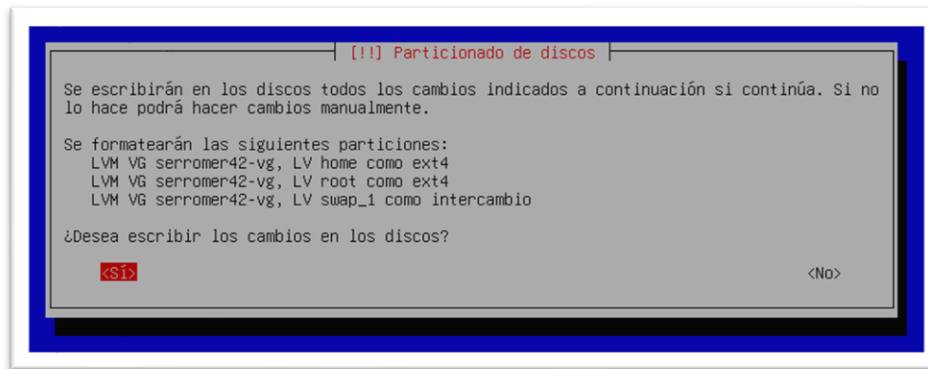 [!!] Particionado de discos
Se escribirán en los discos todos los cambios indicados a continuación si continúa. Si no
lo hace podrá hacer cambios manualmente.
Se formatearán las siguientes particiones:
LVM VG serromer42-vg, LV home como ext4
LVM VG serromer42-vg, LV root como ext4
LVM VG serromer42-vg, LV swap_1 como intercambio
¿Desea escribir los cambios en los discos?
<Sí> <No>